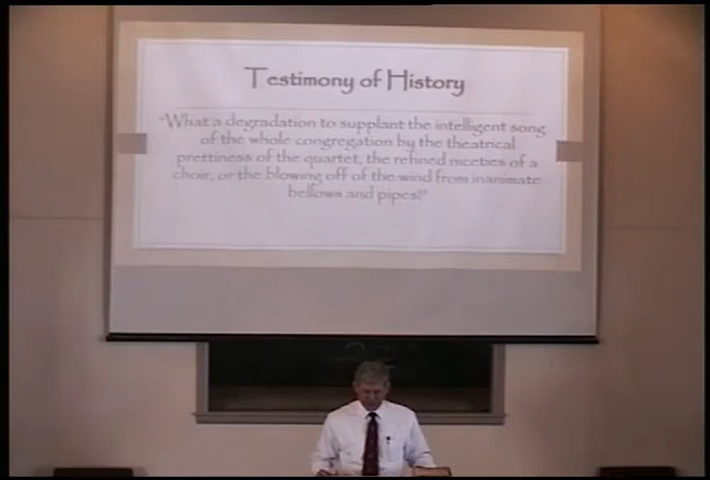 Testimony of History
"What a degradation to supplant the intelligent song
of the whole congregation by the theatrical
prettiness of the quartet, the refined niceties of a
choir, or the blowing off of the wind from inanimate
bellows and pipes!"